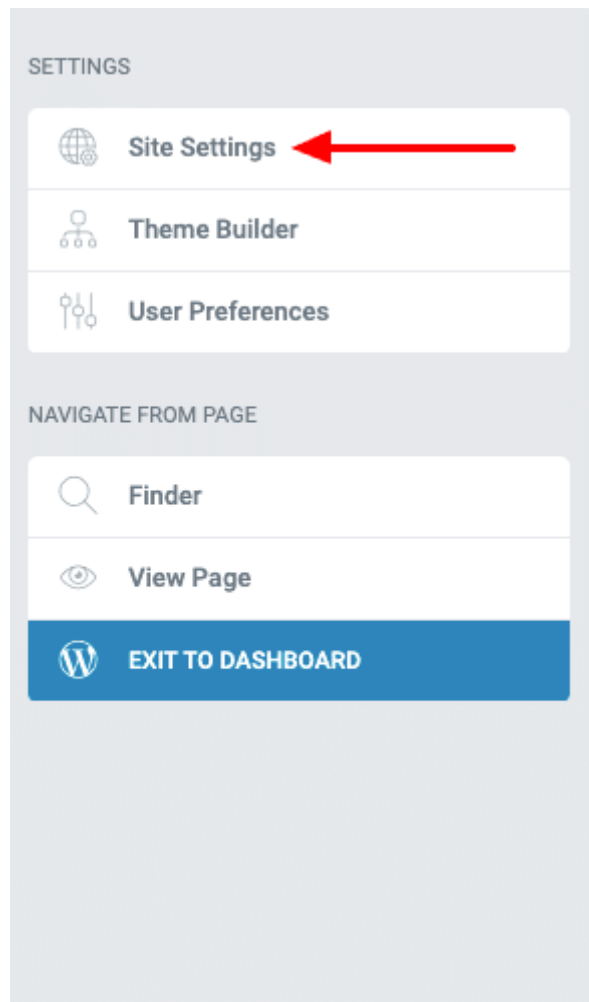 SETTINGS
Site Settings
Theme Builder
User Preferences
NAVIGATE FROM PAGE
Finder
View Page
EXIT TO DASHBOARD